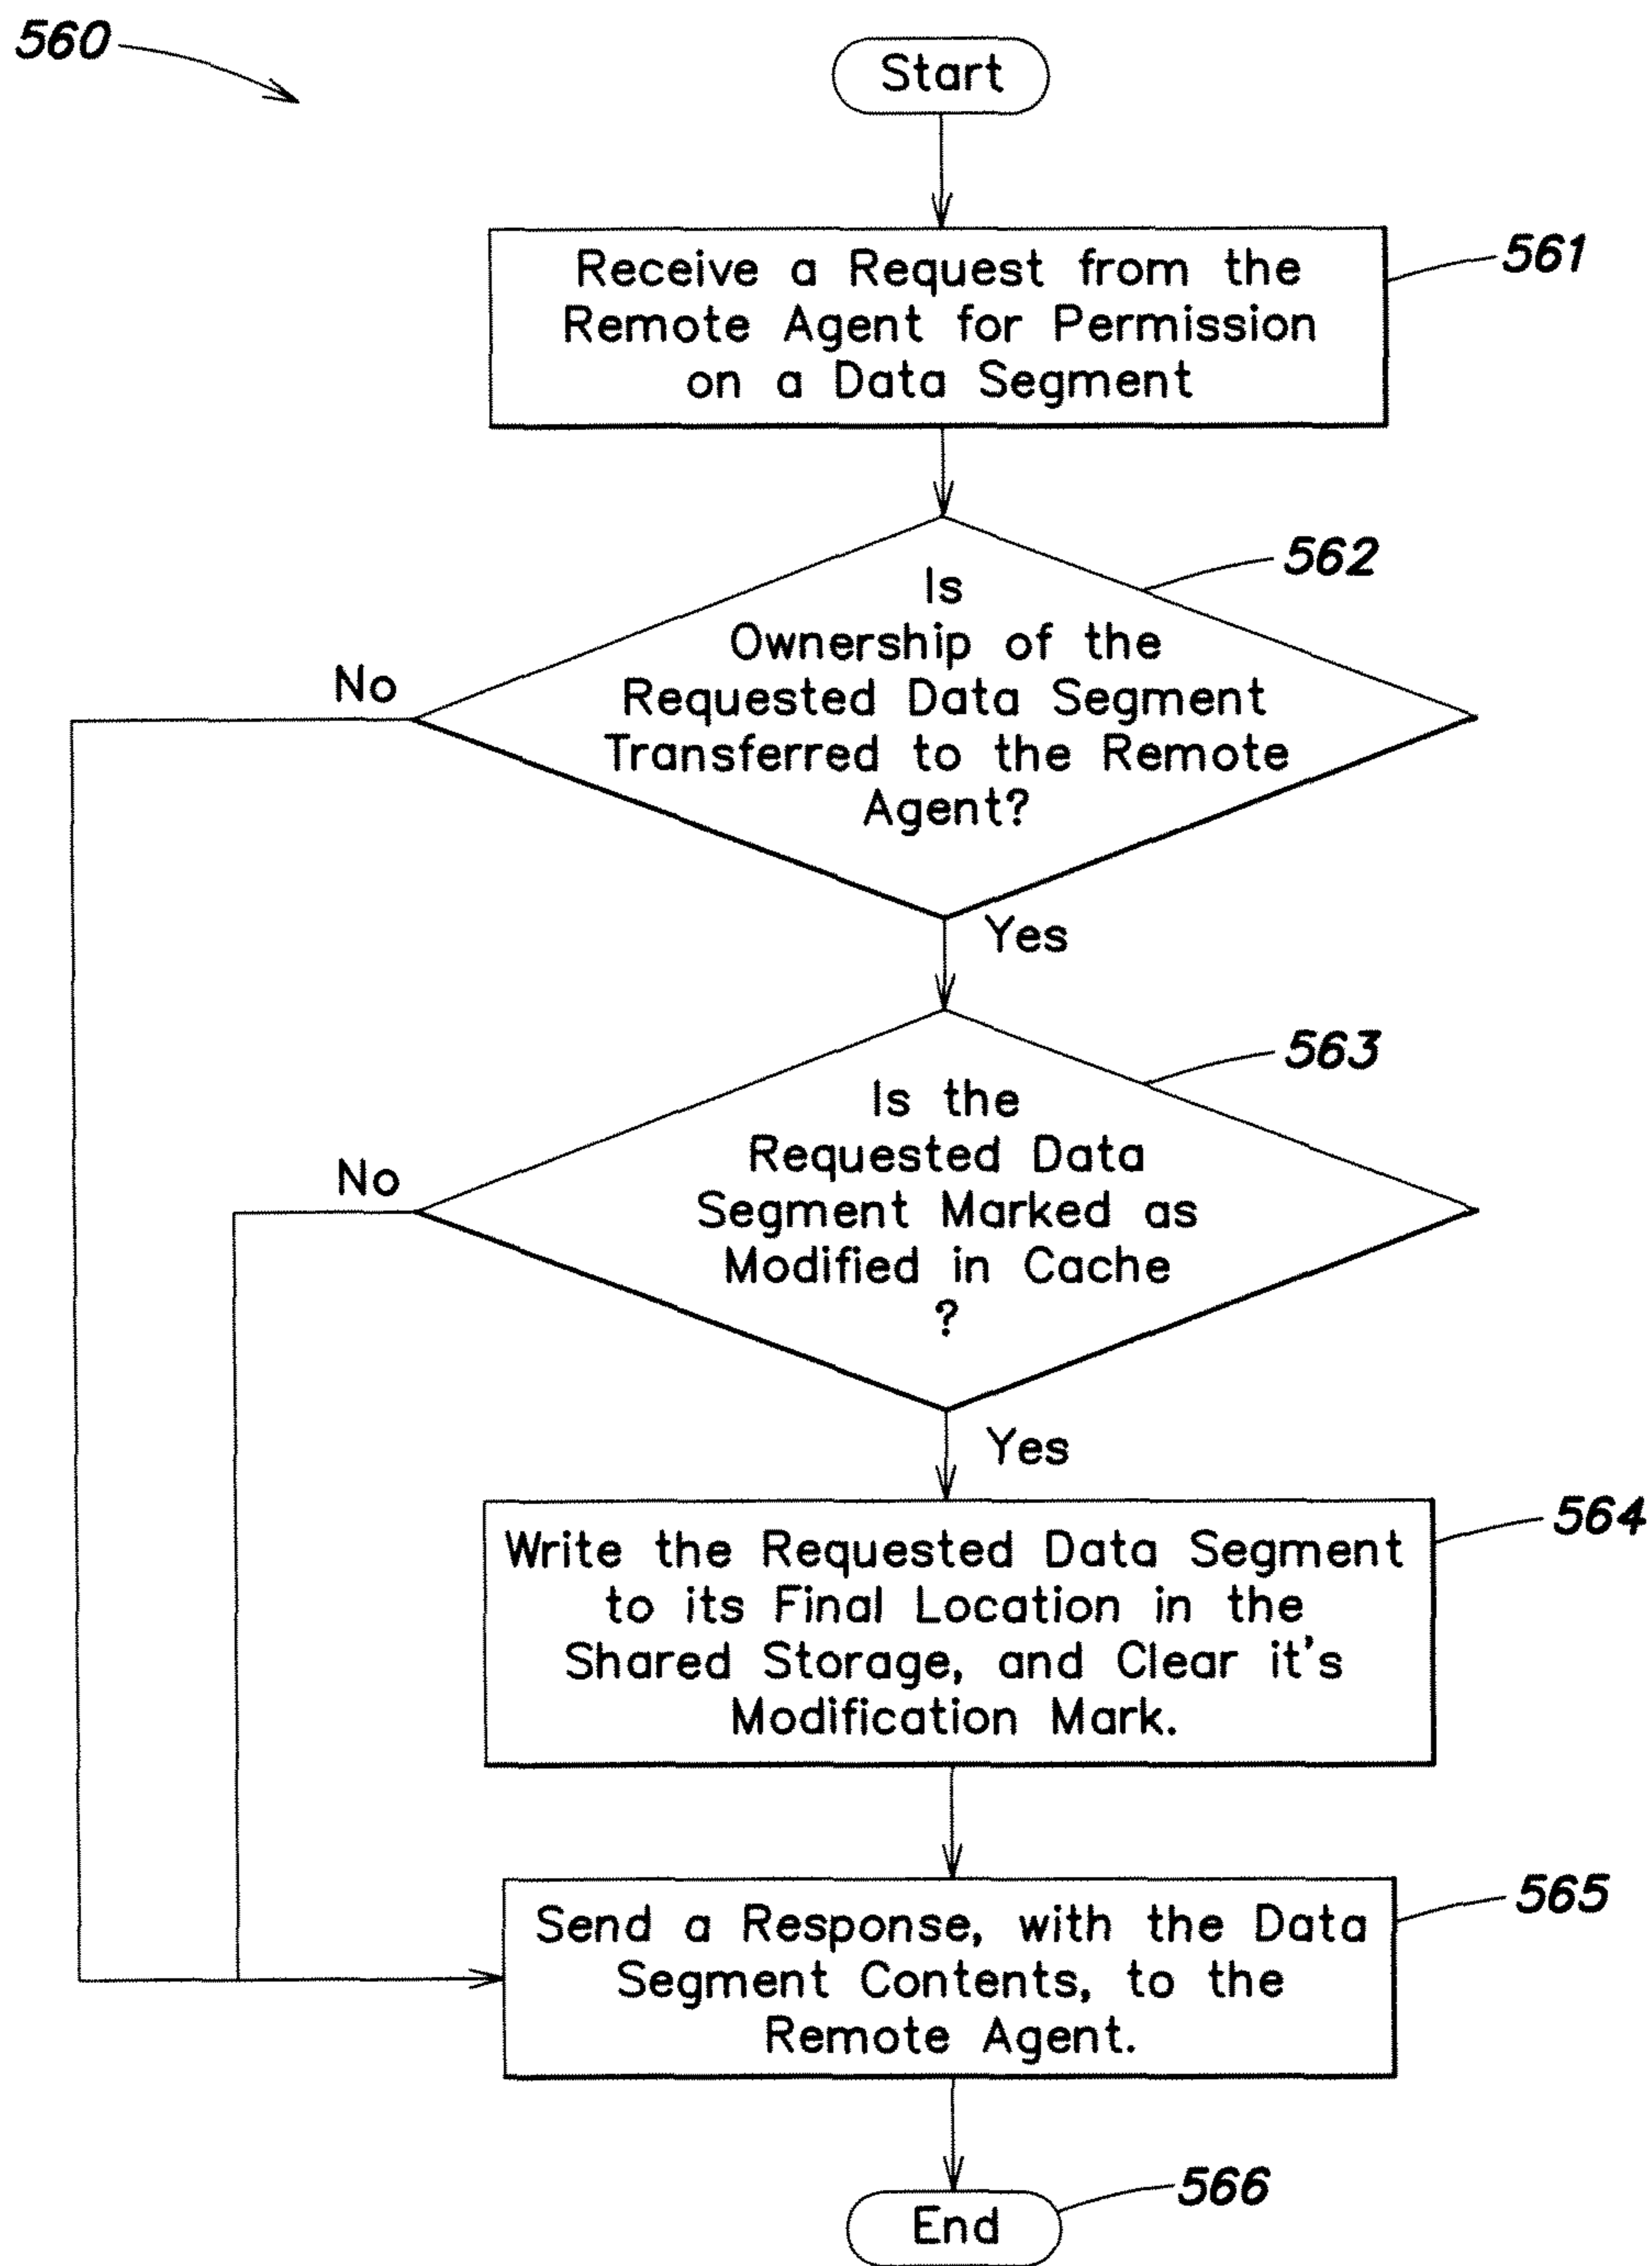 560
Start
Receive a Request from the
Remote Agent for Permission
on a Data Segment
561
Is
Ownership of the
Requested Data Segment
Transferred to the Remote
Agent?
562
No
Yes
Is the
Requested Data
Segment Marked as
Modified in Cache
?
563
No
Yes
Write the Requested Data Segment
to its Final Location in the
Shared Storage, and Clear it's
Modification Mark.
564
Send a Response, with the Data
Segment Contents, to the
Remote Agent.
565
End
566